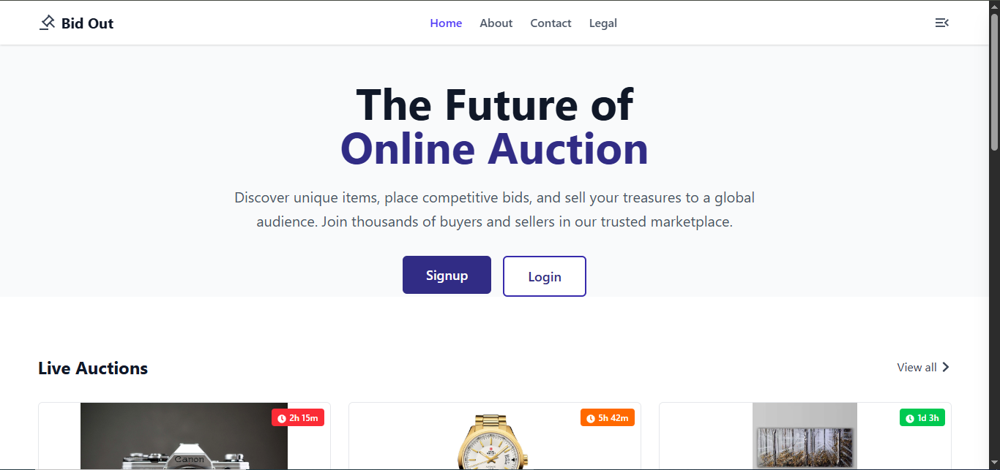 Bid Out
Home About Contact Legal
The Future of
Online Auction
Discover unique items, place competitive bids, and sell your treasures to a global
audience. Join thousands of buyers and sellers in our trusted marketplace.
Signup Login
Live Auctions View all
2h 15m 5h 42m 1d 3h
Canon